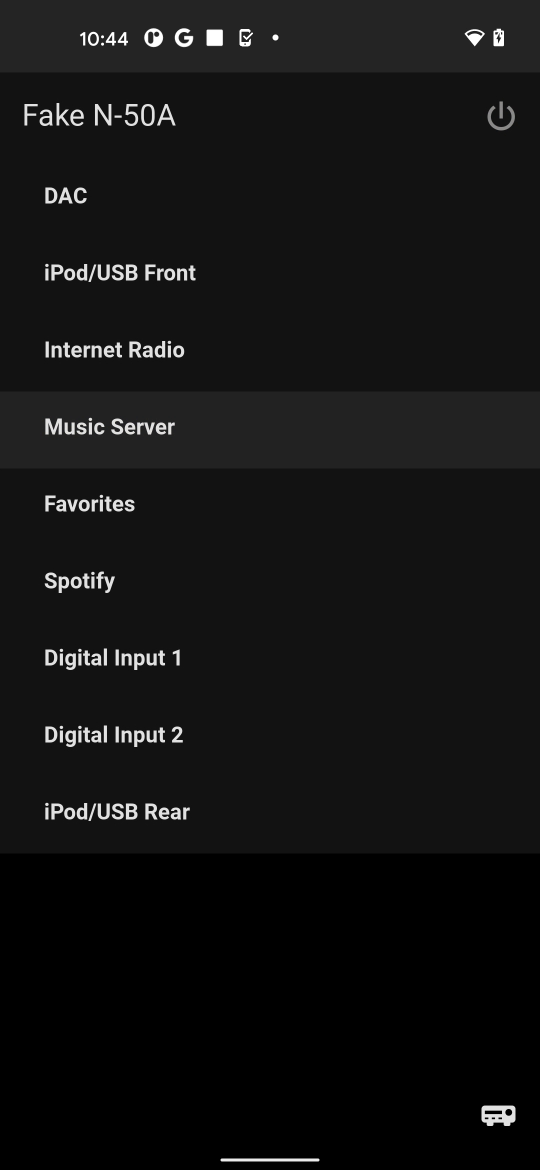 10:44
Fake N-50A
DAC
iPod/USB Front
Internet Radio
Music Server
Favorites
Spotify
Digital Input 1
Digital Input 2
iPod/USB Rear